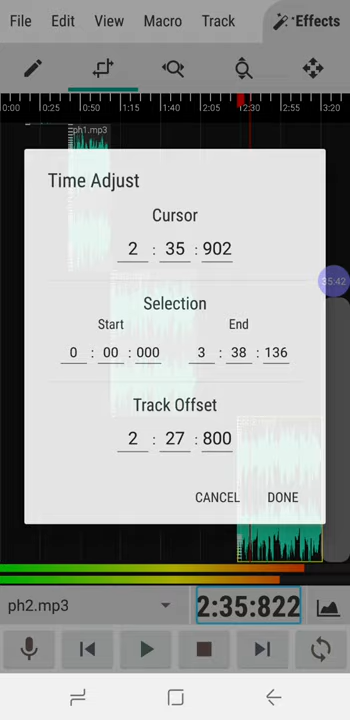 File Edit View Macro Track Effects
0:00 0:25 0:50 1:15 1:40 2:05 2:30 2:55 3:20
ph1.mp3
Time Adjust
Cursor
2 : 35 : 902
35:42
Selection
Start End
0 : 00 : 000 3 : 38 : 136
Track Offset
2 : 27 : 800
CANCEL DONE
ph2.mp3 2:35:822